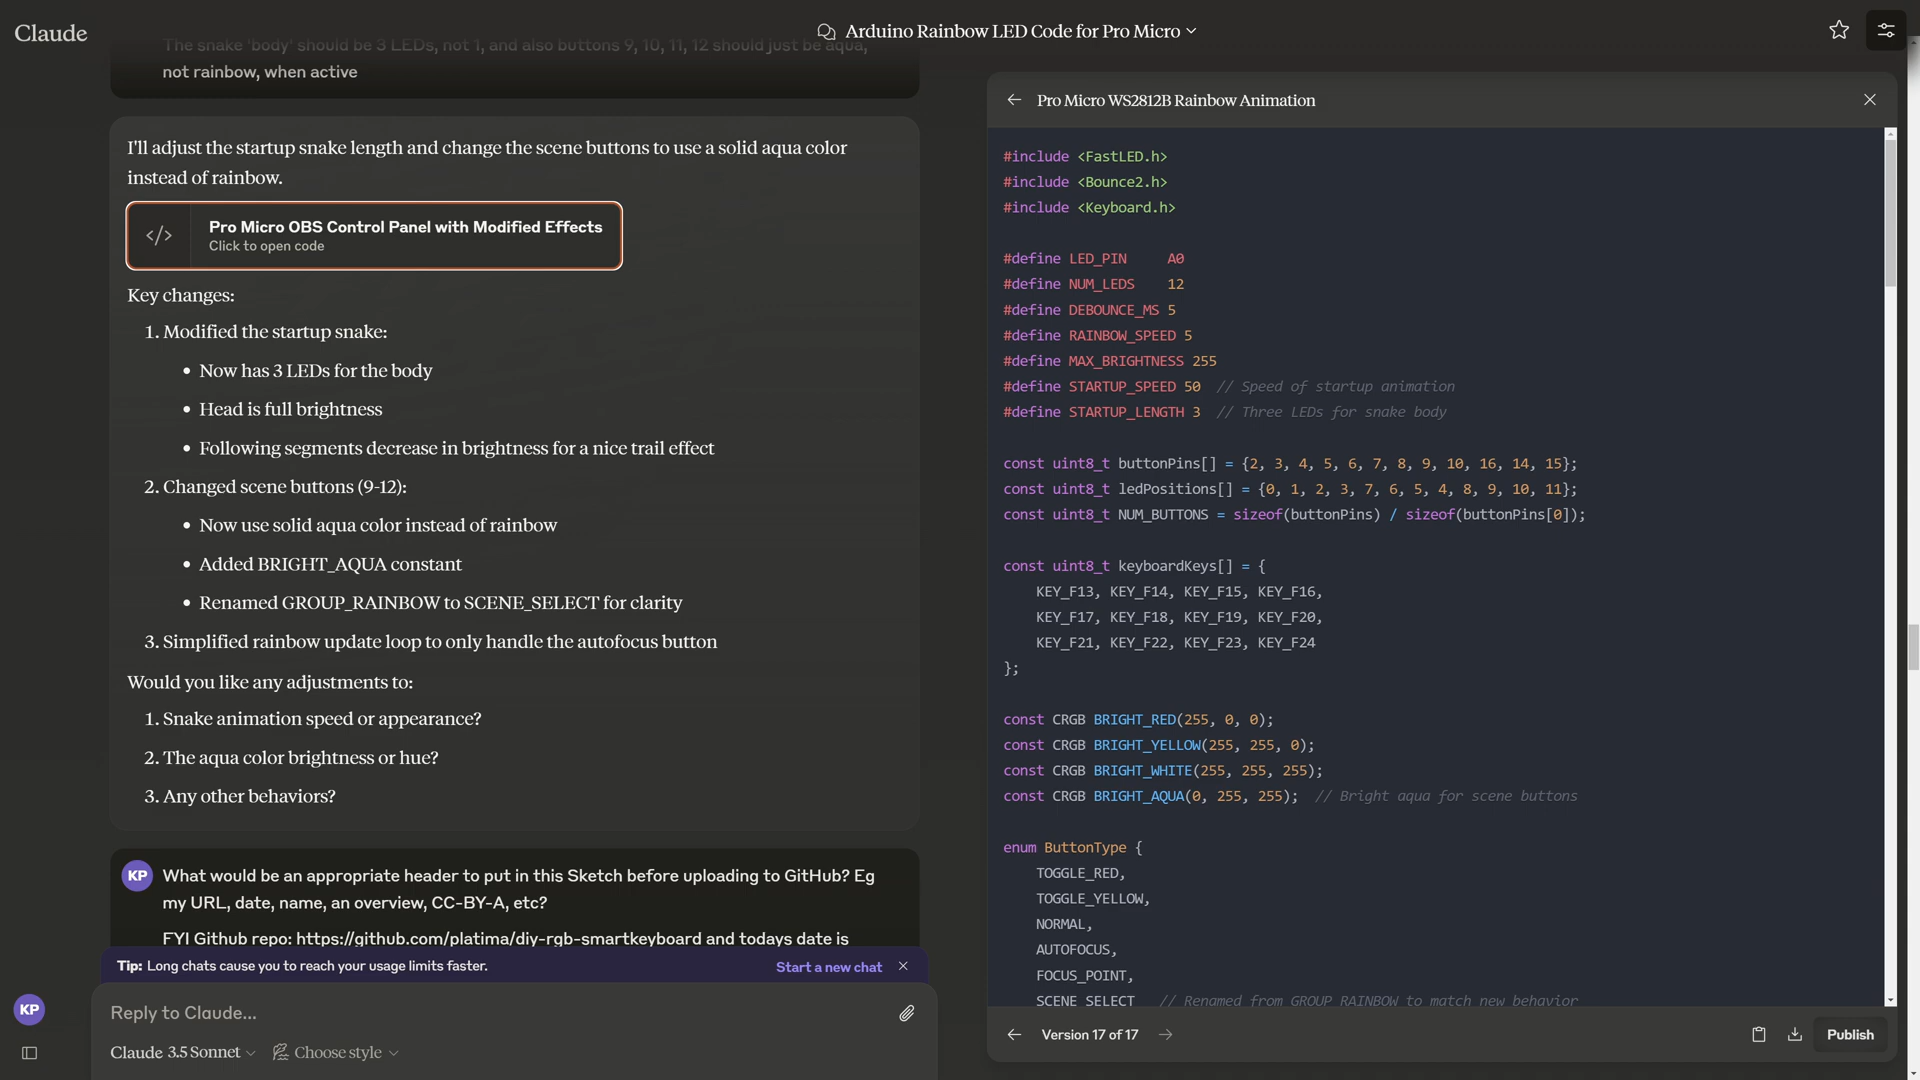 Claude
Arduino Rainbow LED Code for Pro Micro
The snake 'body' should be 3 LEDs, not 1, and also buttons 9, 10, 11, 12 should just be aqua,
not rainbow, when active
I'll adjust the startup snake length and change the scene buttons to use a solid aqua color
instead of rainbow.
</>
Pro Micro OBS Control Panel with Modified Effects
Click to open code
Key changes:
1. Modified the startup snake:
• Now has 3 LEDs for the body
• Head is full brightness
• Following segments decrease in brightness for a nice trail effect
2. Changed scene buttons (9-12):
• Now use solid aqua color instead of rainbow
• Added BRIGHT_AQUA constant
• Renamed GROUP_RAINBOW to SCENE_SELECT for clarity
3. Simplified rainbow update loop to only handle the autofocus button
Would you like any adjustments to:
1. Snake animation speed or appearance?
2. The aqua color brightness or hue?
3. Any other behaviors?
KP
What would be an appropriate header to put in this Sketch before uploading to GitHub? Eg
my URL, date, name, an overview, CC-BY-A, etc?
FYI Github repo: https://github.com/platima/diy-rgb-smartkeyboard and todays date is
Tip: Long chats cause you to reach your usage limits faster.
Start a new chat
KP
Reply to Claude...
Claude 3.5 Sonnet
Choose style
Pro Micro WS2812B Rainbow Animation
#include <FastLED.h>
#include <Bounce2.h>
#include <Keyboard.h>
#define LED_PIN     A0
#define NUM_LEDS    12
#define DEBOUNCE_MS 5
#define RAINBOW_SPEED 5
#define MAX_BRIGHTNESS 255
#define STARTUP_SPEED 50  // Speed of startup animation
#define STARTUP_LENGTH 3  // Three LEDs for snake body
const uint8_t buttonPins[] = {2, 3, 4, 5, 6, 7, 8, 9, 10, 16, 14, 15};
const uint8_t ledPositions[] = {0, 1, 2, 3, 7, 6, 5, 4, 8, 9, 10, 11};
const uint8_t NUM_BUTTONS = sizeof(buttonPins) / sizeof(buttonPins[0]);
const uint8_t keyboardKeys[] = {
KEY_F13, KEY_F14, KEY_F15, KEY_F16,
KEY_F17, KEY_F18, KEY_F19, KEY_F20,
KEY_F21, KEY_F22, KEY_F23, KEY_F24
};
const CRGB BRIGHT_RED(255, 0, 0);
const CRGB BRIGHT_YELLOW(255, 255, 0);
const CRGB BRIGHT_WHITE(255, 255, 255);
const CRGB BRIGHT_AQUA(0, 255, 255);  // Bright aqua for scene buttons
enum ButtonType {
TOGGLE_RED,
TOGGLE_YELLOW,
NORMAL,
AUTOFOCUS,
FOCUS_POINT,
SCENE_SELECT   // Renamed from GROUP_RAINBOW to match new behavior
Version 17 of 17
Publish